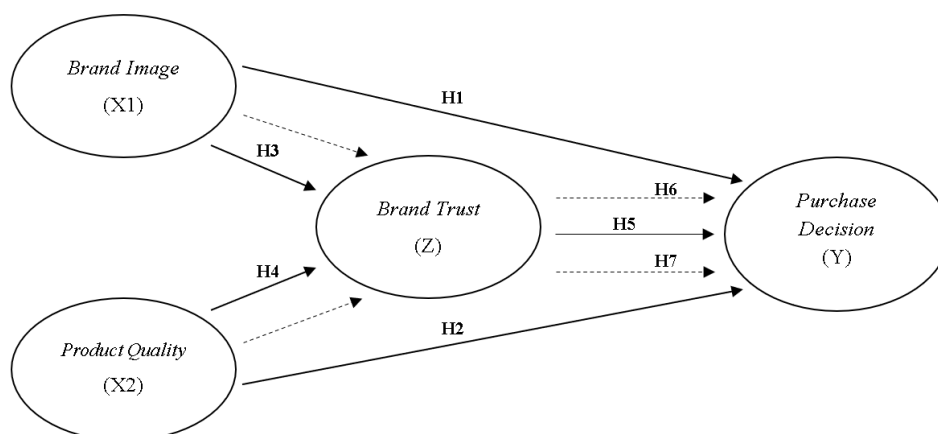 Brand Image
(X1)
H1
H3
Brand Trust
(Z)
H6
H5
H7
Purchase
Decision
(Y)
H4
H2
Product Quality
(X2)